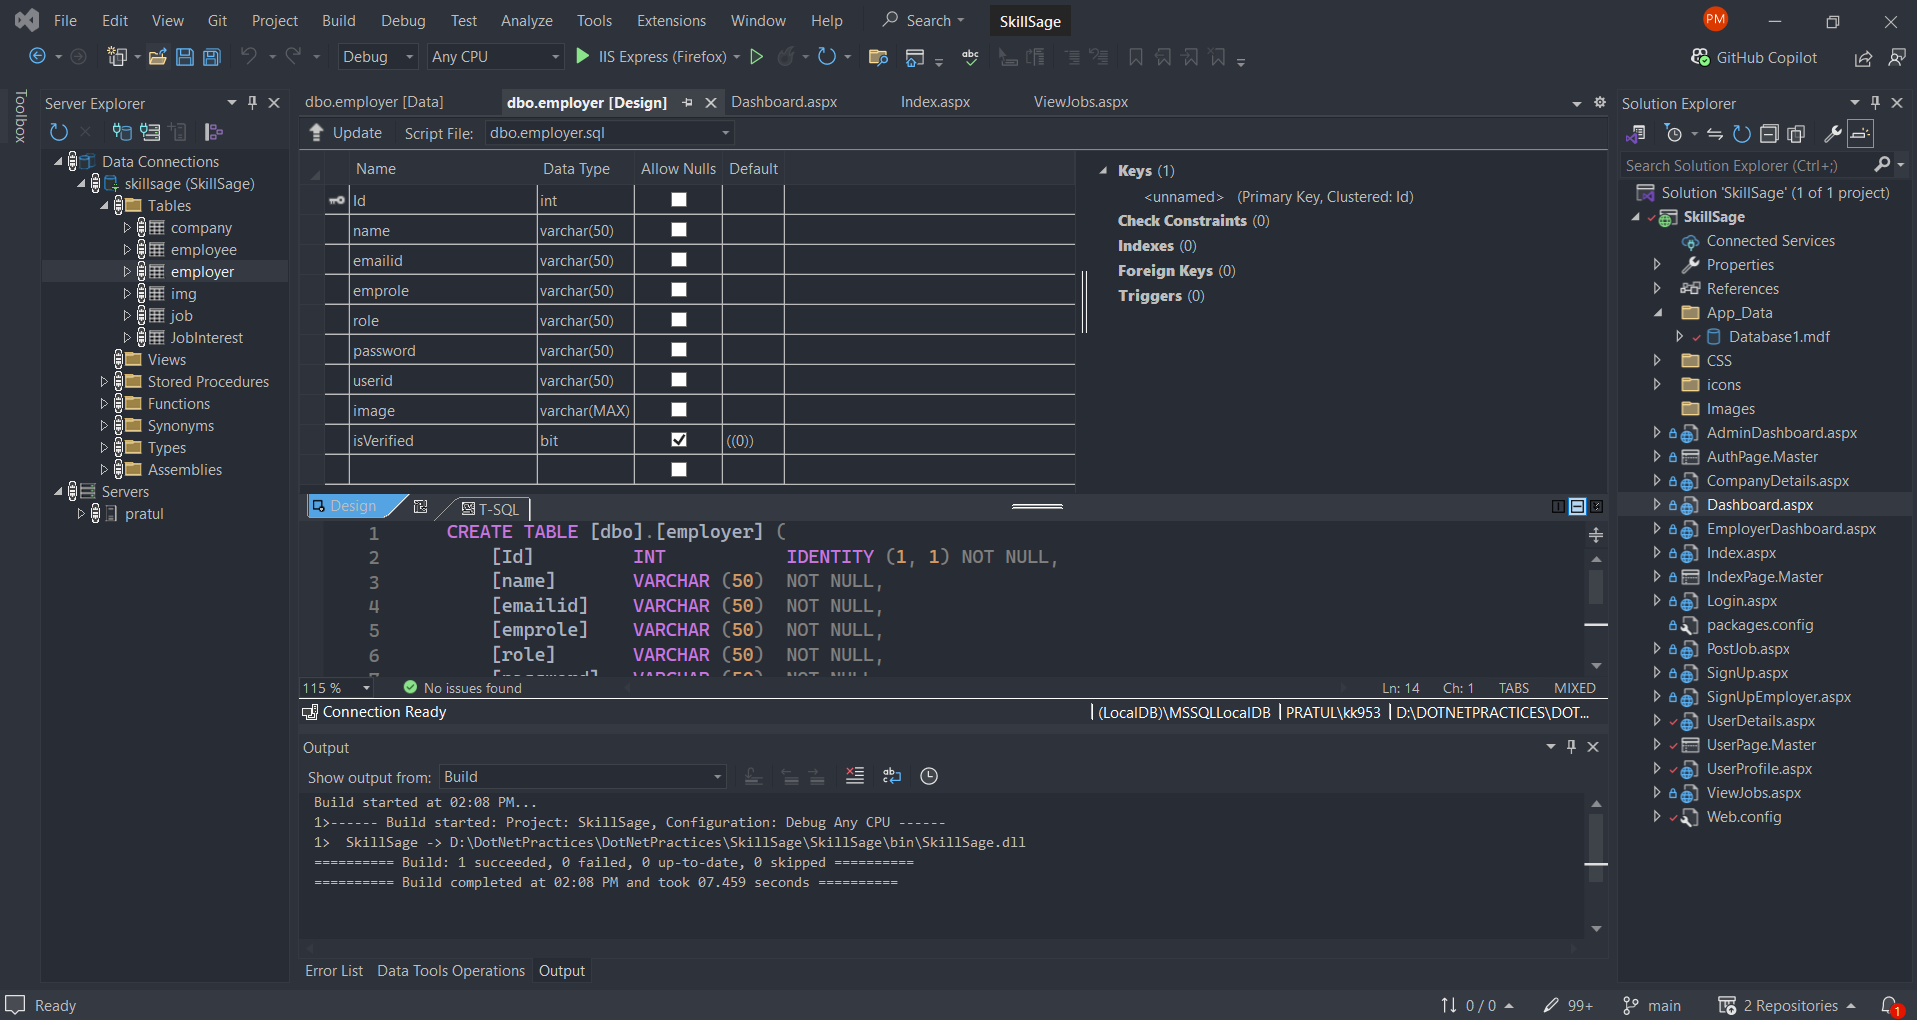 File Edit View Git Project Build Debug Test Analyze Tools Extensions Window Help Search SkillSage PM
Debug Any CPU IIS Express (Firefox) abc GitHub Copilot
Toolbox
Server Explorer
Data Connections
skillsage (SkillSage)
Tables
company
employee
employer
img
job
JobInterest
Views
Stored Procedures
Functions
Synonyms
Types
Assemblies
Servers
pratul
dbo.employer [Data] dbo.employer [Design] Dashboard.aspx Index.aspx ViewJobs.aspx
Update Script File: dbo.employer.sql
Name Data Type Allow Nulls Default
Id int
name varchar(50)
emailid varchar(50)
emprole varchar(50)
role varchar(50)
password varchar(50)
userid varchar(50)
image varchar(MAX)
isVerified bit ((0))
Keys (1)
<unnamed> (Primary Key, Clustered: Id)
Check Constraints (0)
Indexes (0)
Foreign Keys (0)
Triggers (0)
Design T-SQL
1 CREATE TABLE [dbo].[employer] (
2 [Id] INT IDENTITY (1, 1) NOT NULL,
3 [name] VARCHAR (50) NOT NULL,
4 [emailid] VARCHAR (50) NOT NULL,
5 [emprole] VARCHAR (50) NOT NULL,
6 [role] VARCHAR (50) NOT NULL,
115 % No issues found Ln: 14 Ch: 1 TABS MIXED
Connection Ready (LocalDB)\MSSQLLocalDB PRATUL\kk953 D:\DOTNETPRACTICES\DOT...
Output
Show output from: Build
Build started at 02:08 PM...
1>------ Build started: Project: SkillSage, Configuration: Debug Any CPU ------
1> SkillSage -> D:\DotNetPractices\DotNetPractices\SkillSage\SkillSage\bin\SkillSage.dll
========== Build: 1 succeeded, 0 failed, 0 up-to-date, 0 skipped ==========
========== Build completed at 02:08 PM and took 07.459 seconds ==========
Error List Data Tools Operations Output
Solution Explorer
Search Solution Explorer (Ctrl+;)
Solution 'SkillSage' (1 of 1 project)
SkillSage
Connected Services
Properties
References
App_Data
Database1.mdf
CSS
icons
Images
AdminDashboard.aspx
AuthPage.Master
CompanyDetails.aspx
Dashboard.aspx
EmployerDashboard.aspx
Index.aspx
IndexPage.Master
Login.aspx
packages.config
PostJob.aspx
SignUp.aspx
SignUpEmployer.aspx
UserDetails.aspx
UserPage.Master
UserProfile.aspx
ViewJobs.aspx
Web.config
Ready 0 / 0 99+ main 2 Repositories 1